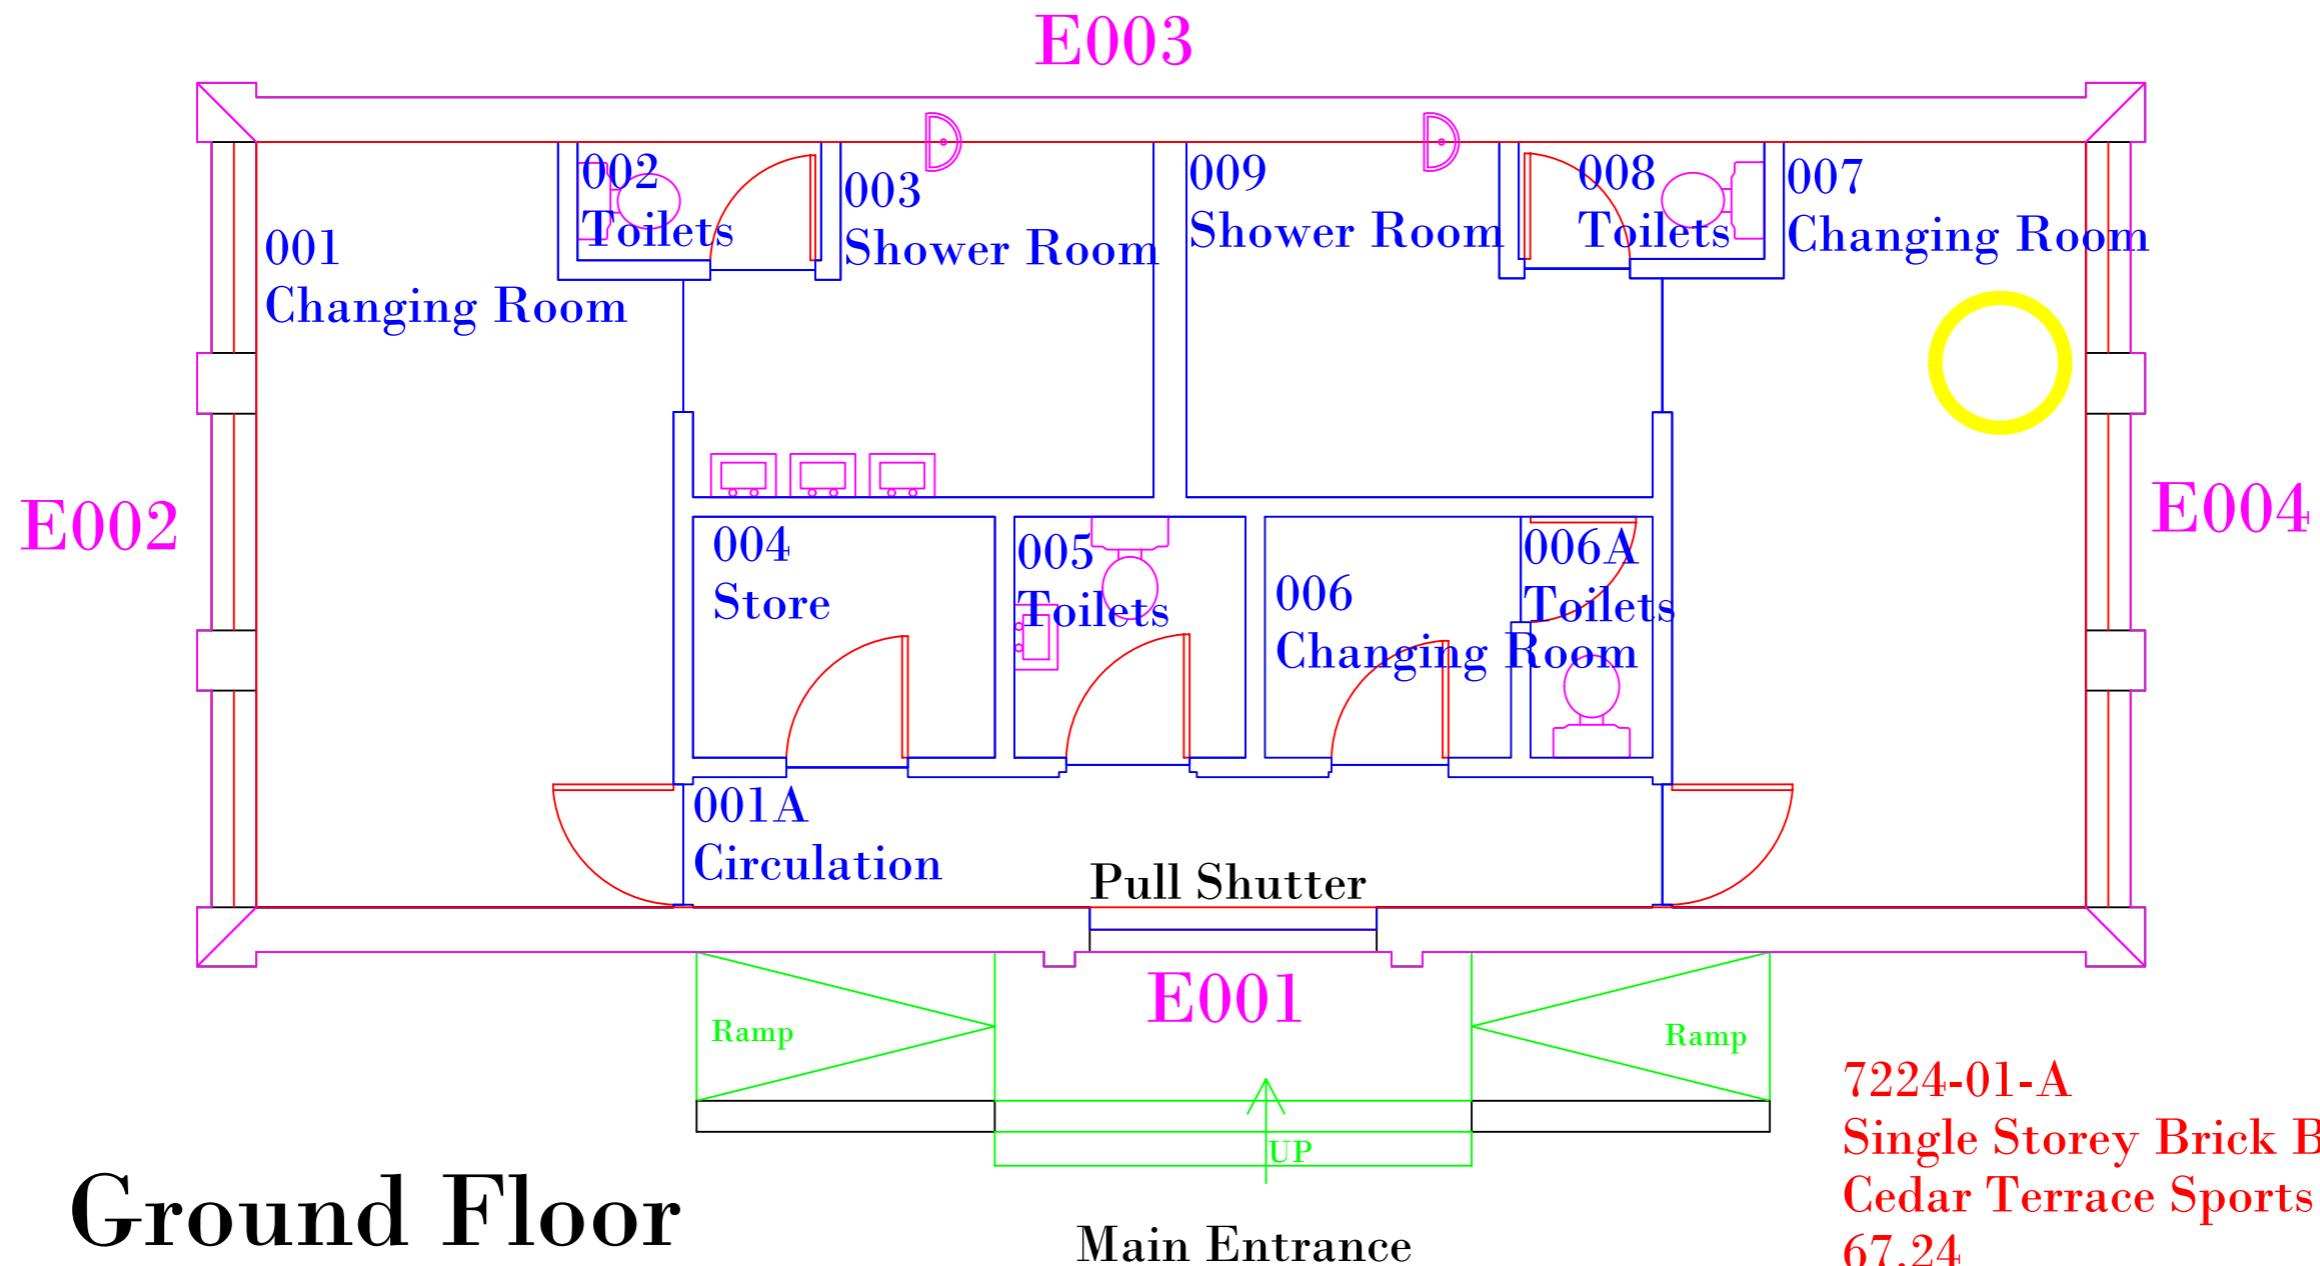 E003
002
Toilets
003
Shower Room
009
Shower Room
008
Toilets
007
Changing Room
001
Changing Room
E002
E004
004
Store
005
Toilets
006
Changing Room
006A
Toilets
001A
Circulation
Pull Shutter
E001
Ramp
Ramp
UP
7224-01-A
Single Storey Brick B
Cedar Terrace Sports
67.24
Ground Floor
Main Entrance